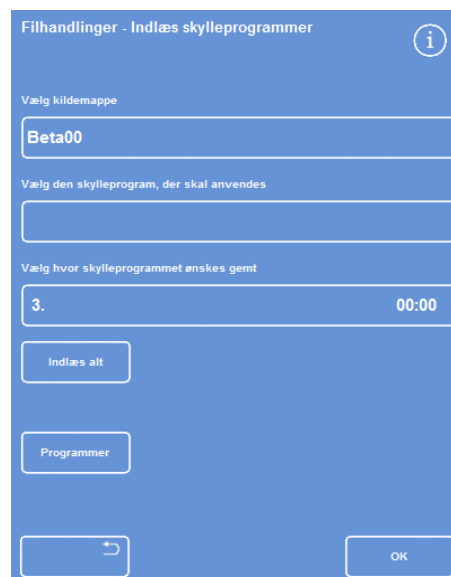 Filhandlinger - Indlæs skylleprogrammer
i
Vælg kildemappe
Beta00
Vælg den skylleprogram, der skal anvendes
Vælg hvor skylleprogrammet ønskes gemt
3. 00:00
Indlæs alt
Programmer
OK